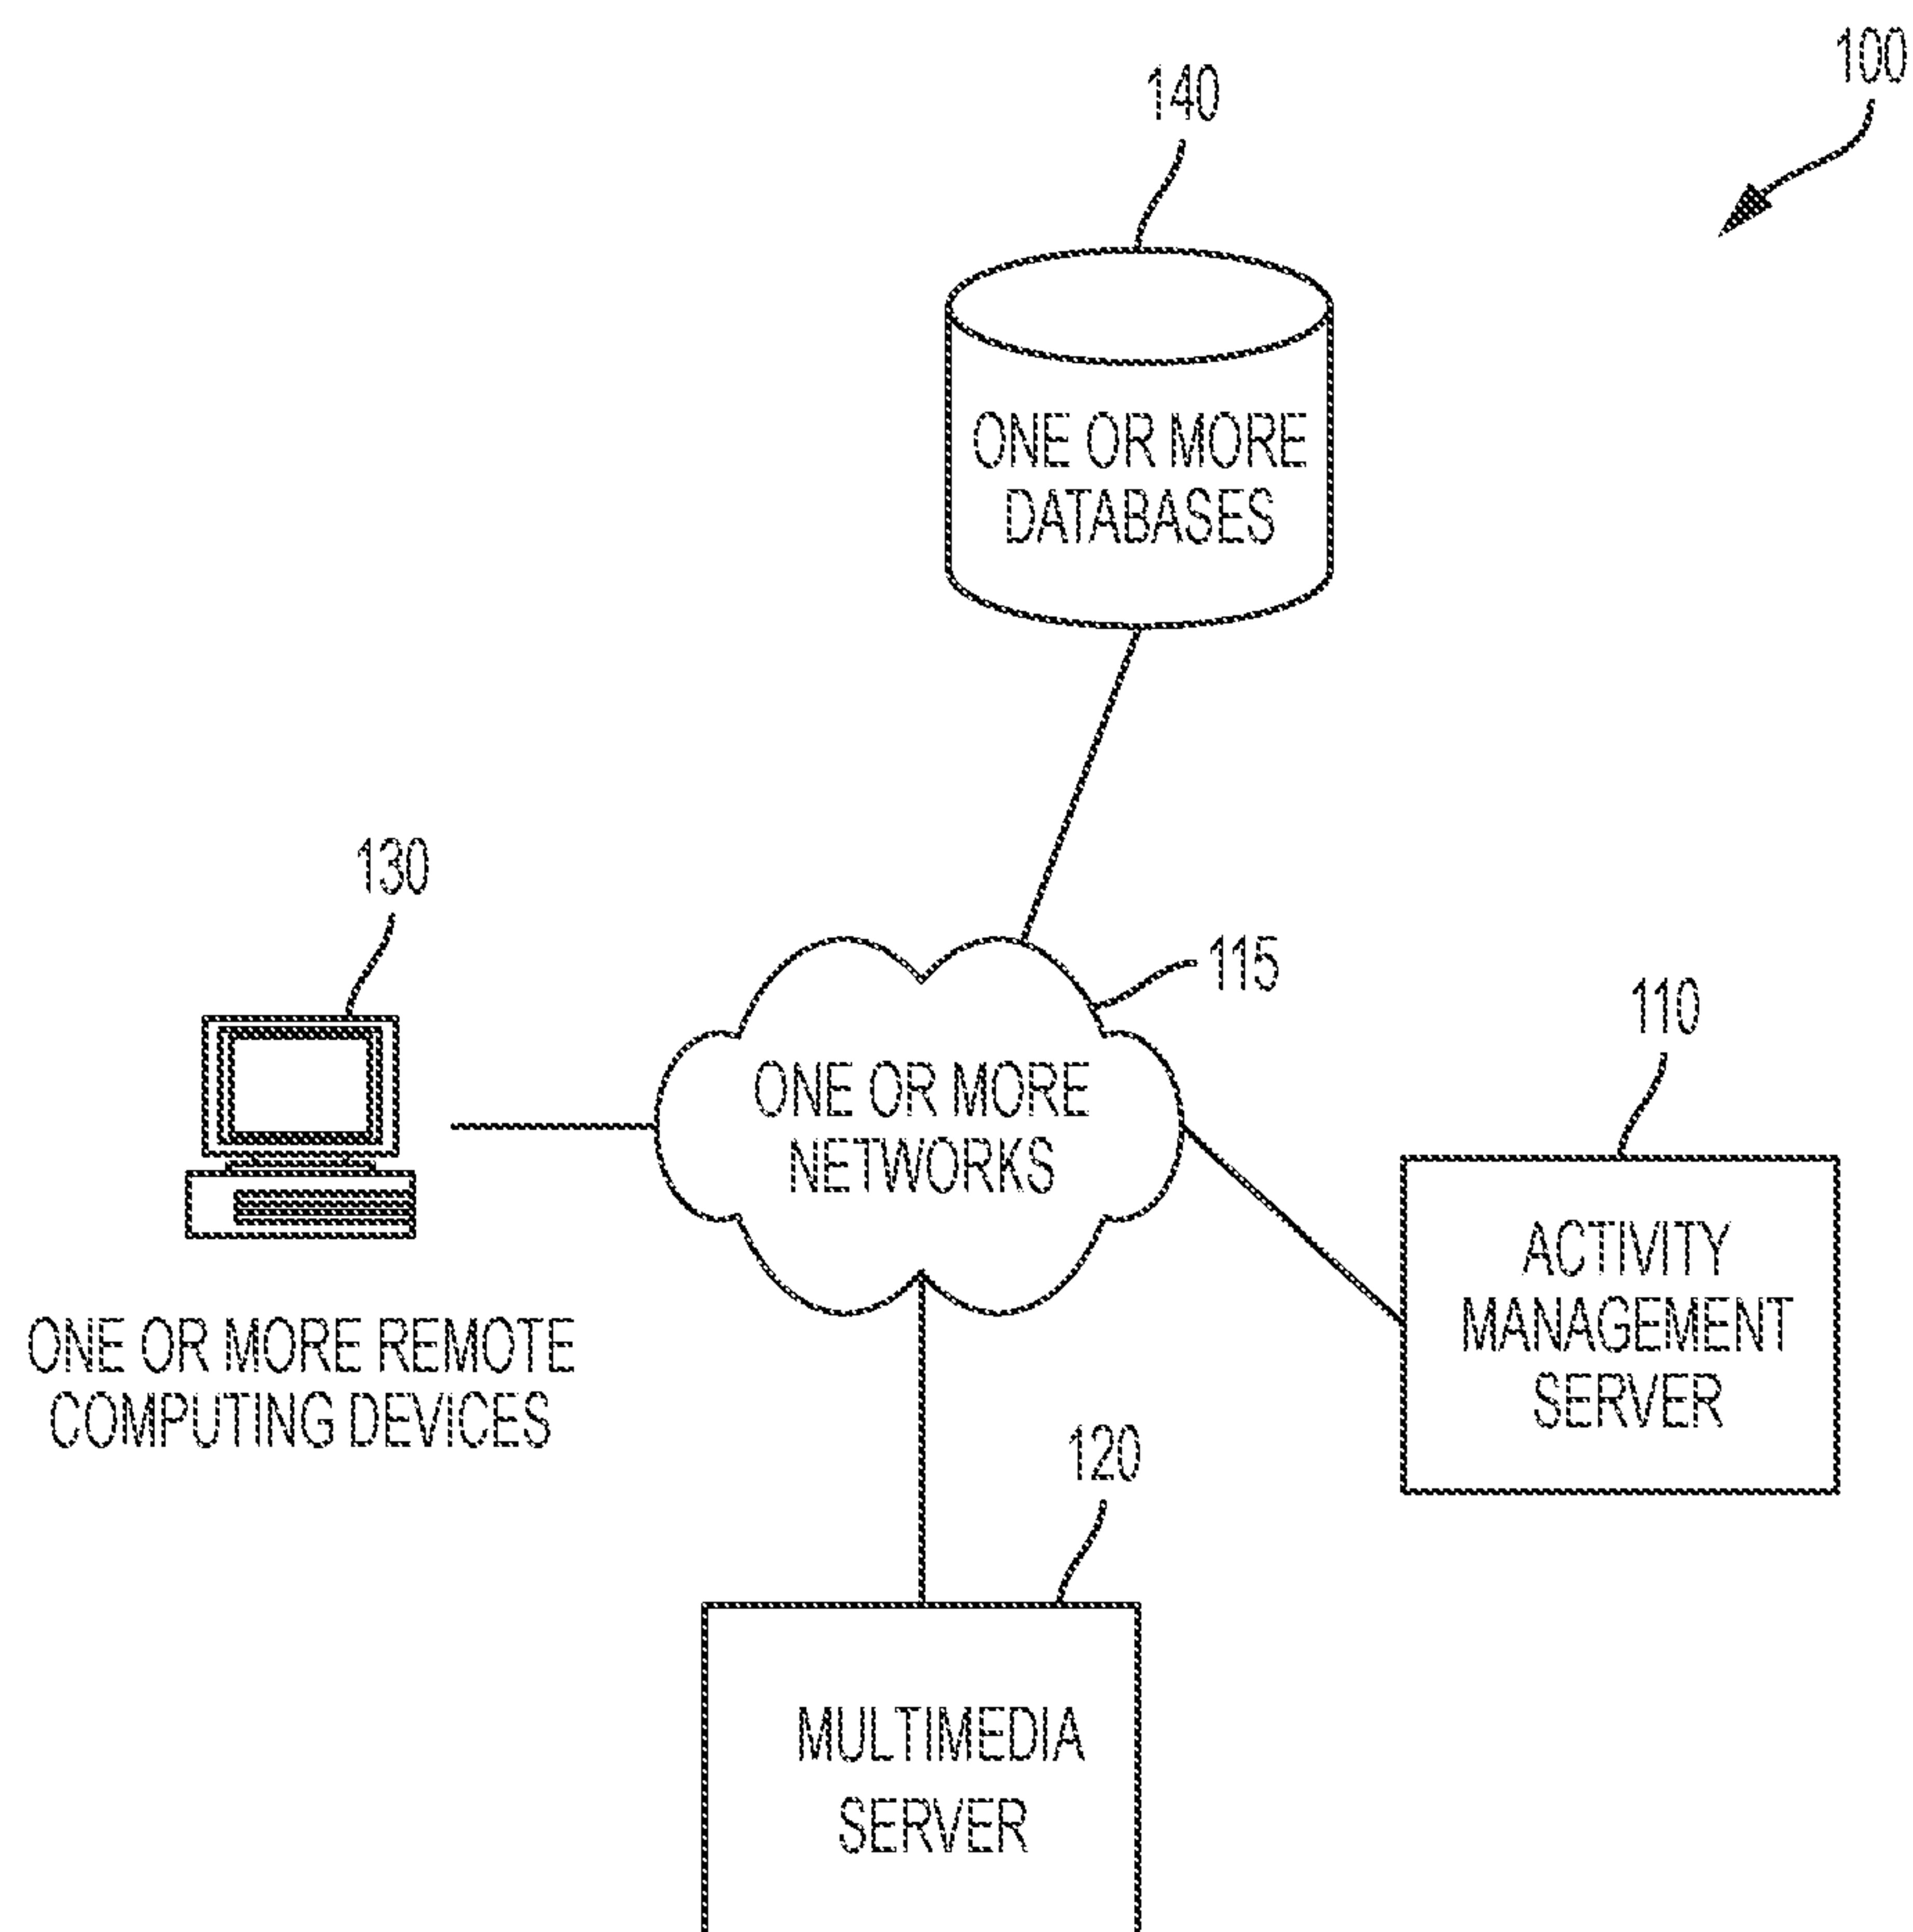 100
140
ONE OR MORE
DATABASES
130
115
110
ONE OR MORE
NETWORKS
ACTIVITY
MANAGEMENT
SERVER
ONE OR MORE REMOTE
COMPUTING DEVICES
120
MULTIMEDIA
SERVER